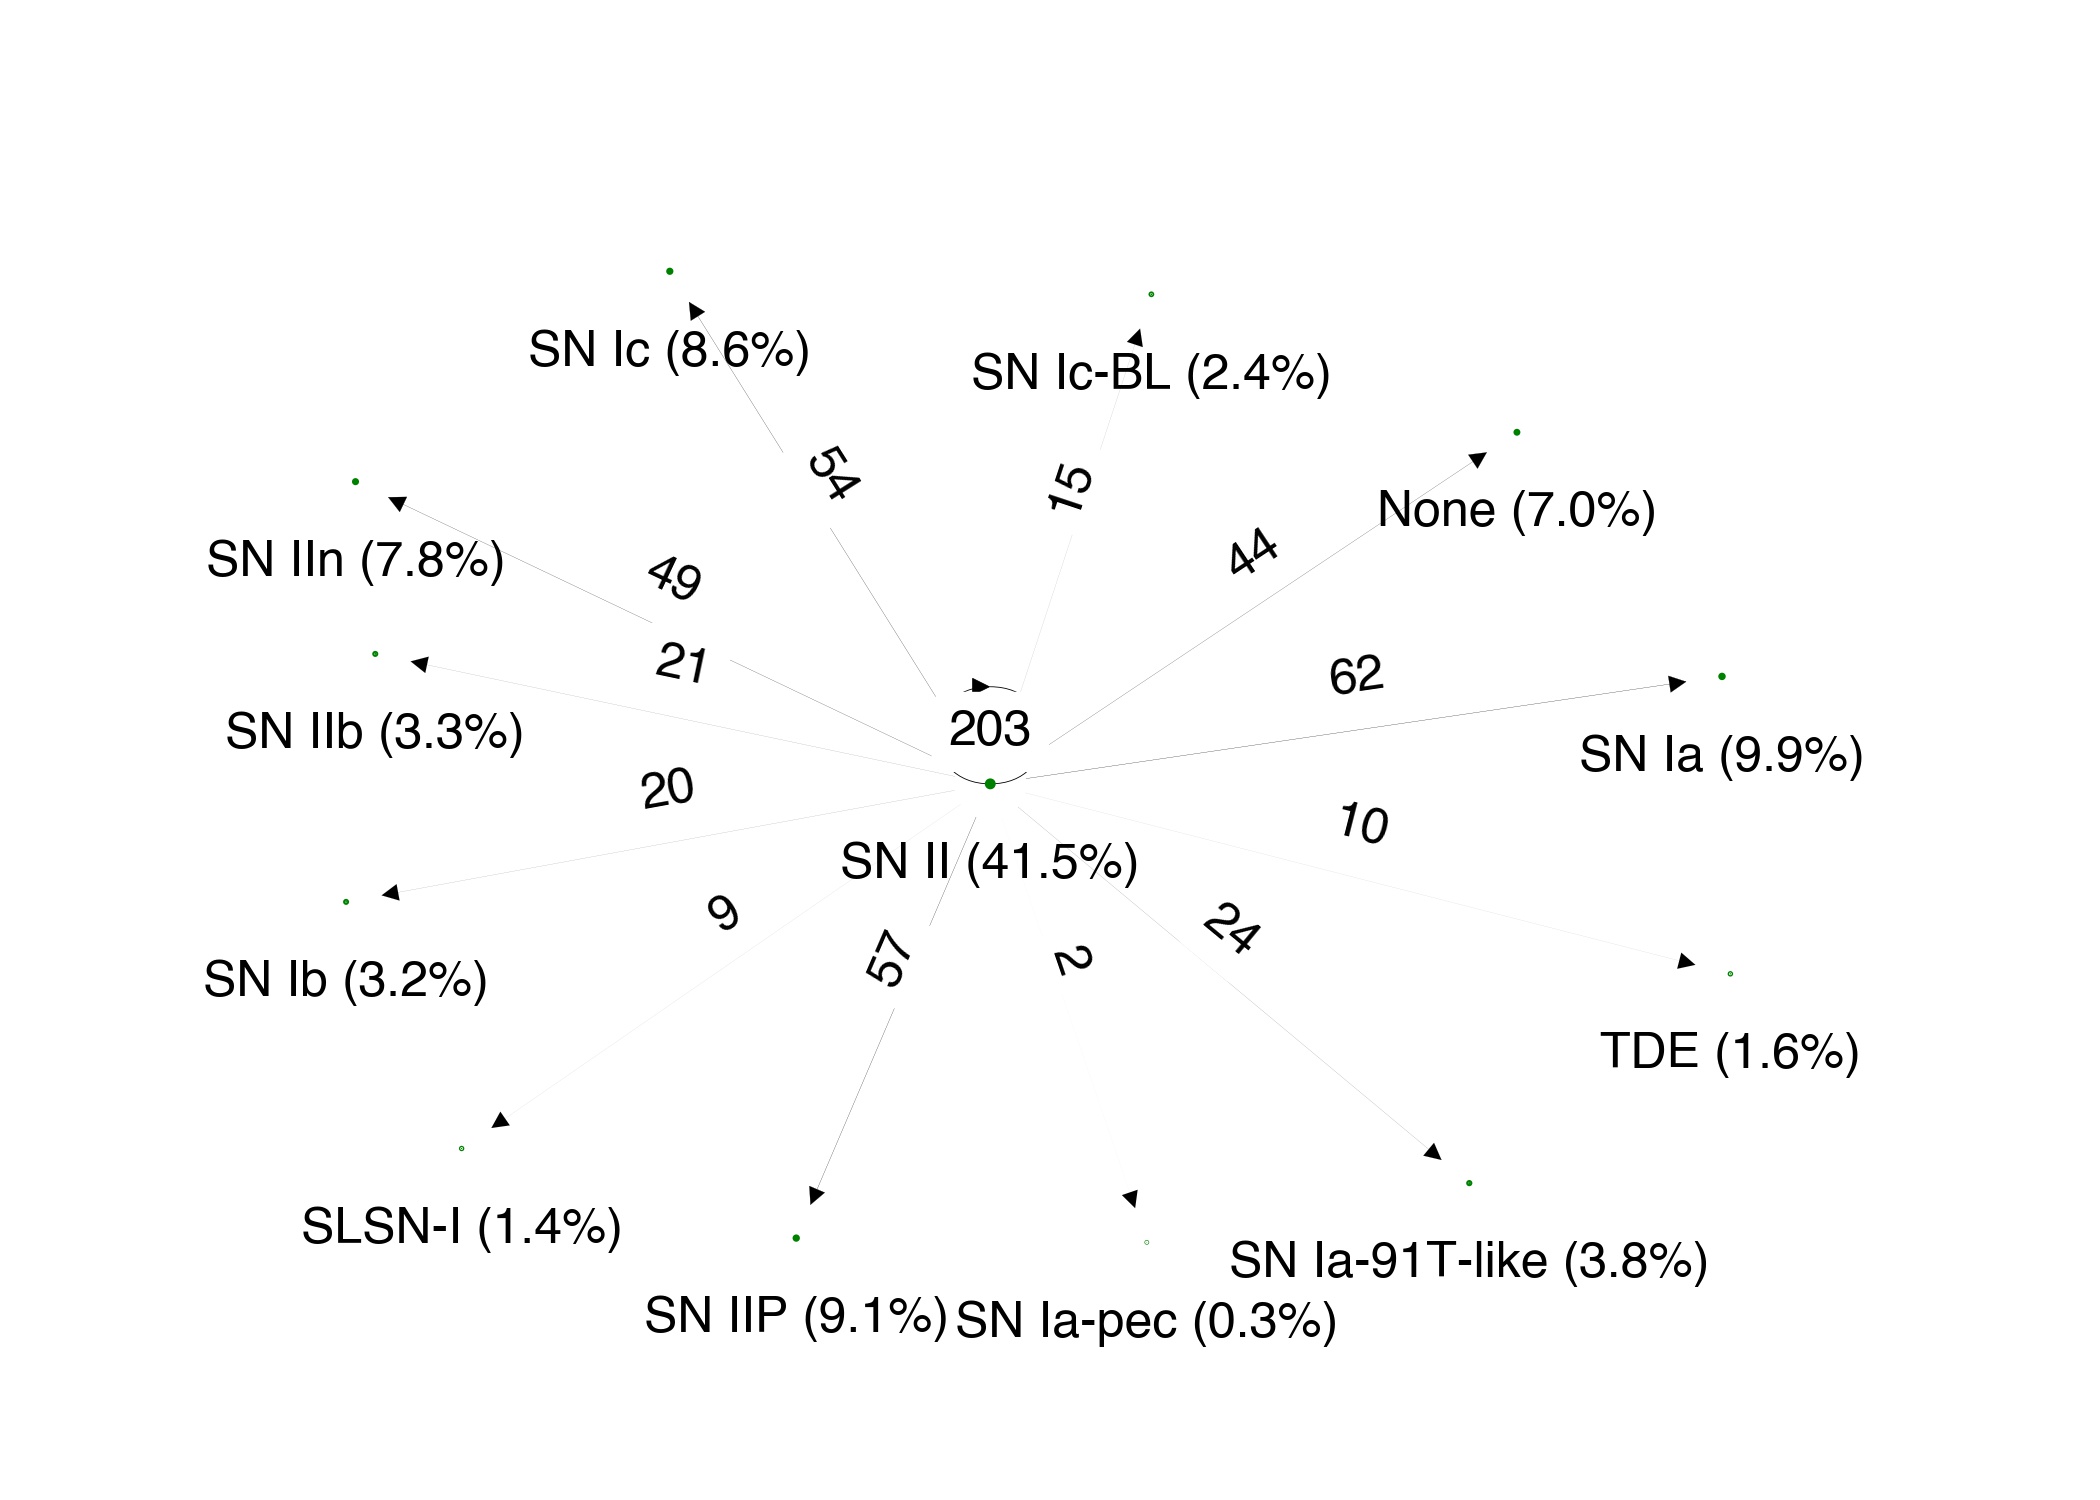 SN Ic (8.6%)
SN Ic-BL (2.4%)
54
15
None (7.0%)
44
SN IIn (7.8%)
49
21
62
203
SN IIb (3.3%)
SN Ia (9.9%)
20
10
SN II (41.5%)
9
24
57
2
SN Ib (3.2%)
TDE (1.6%)
SLSN-I (1.4%)
SN Ia-91T-like (3.8%)
SN IIP (9.1%)
SN Ia-pec (0.3%)